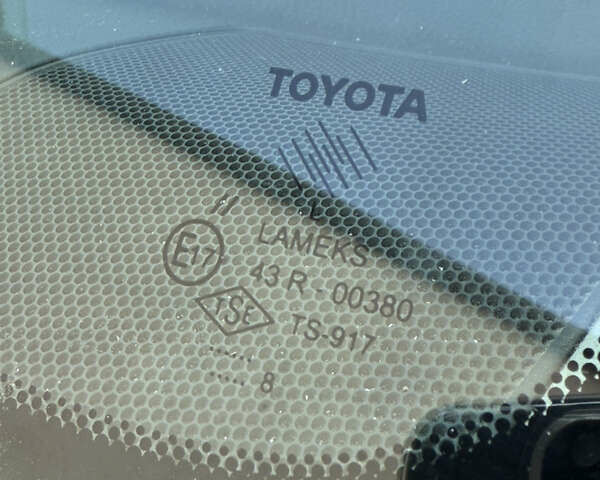 TOYOTA
//
LAMEKS
E17
43 R - 00380
TSE
TS-917
.......
...... 8